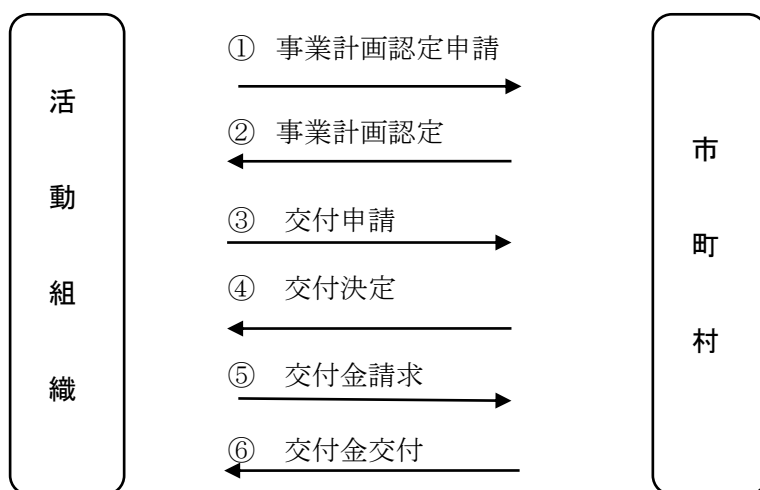 活動組織
① 事業計画認定申請
② 事業計画認定
③ 交付申請
④ 交付決定
⑤ 交付金請求
⑥ 交付金交付
市町村